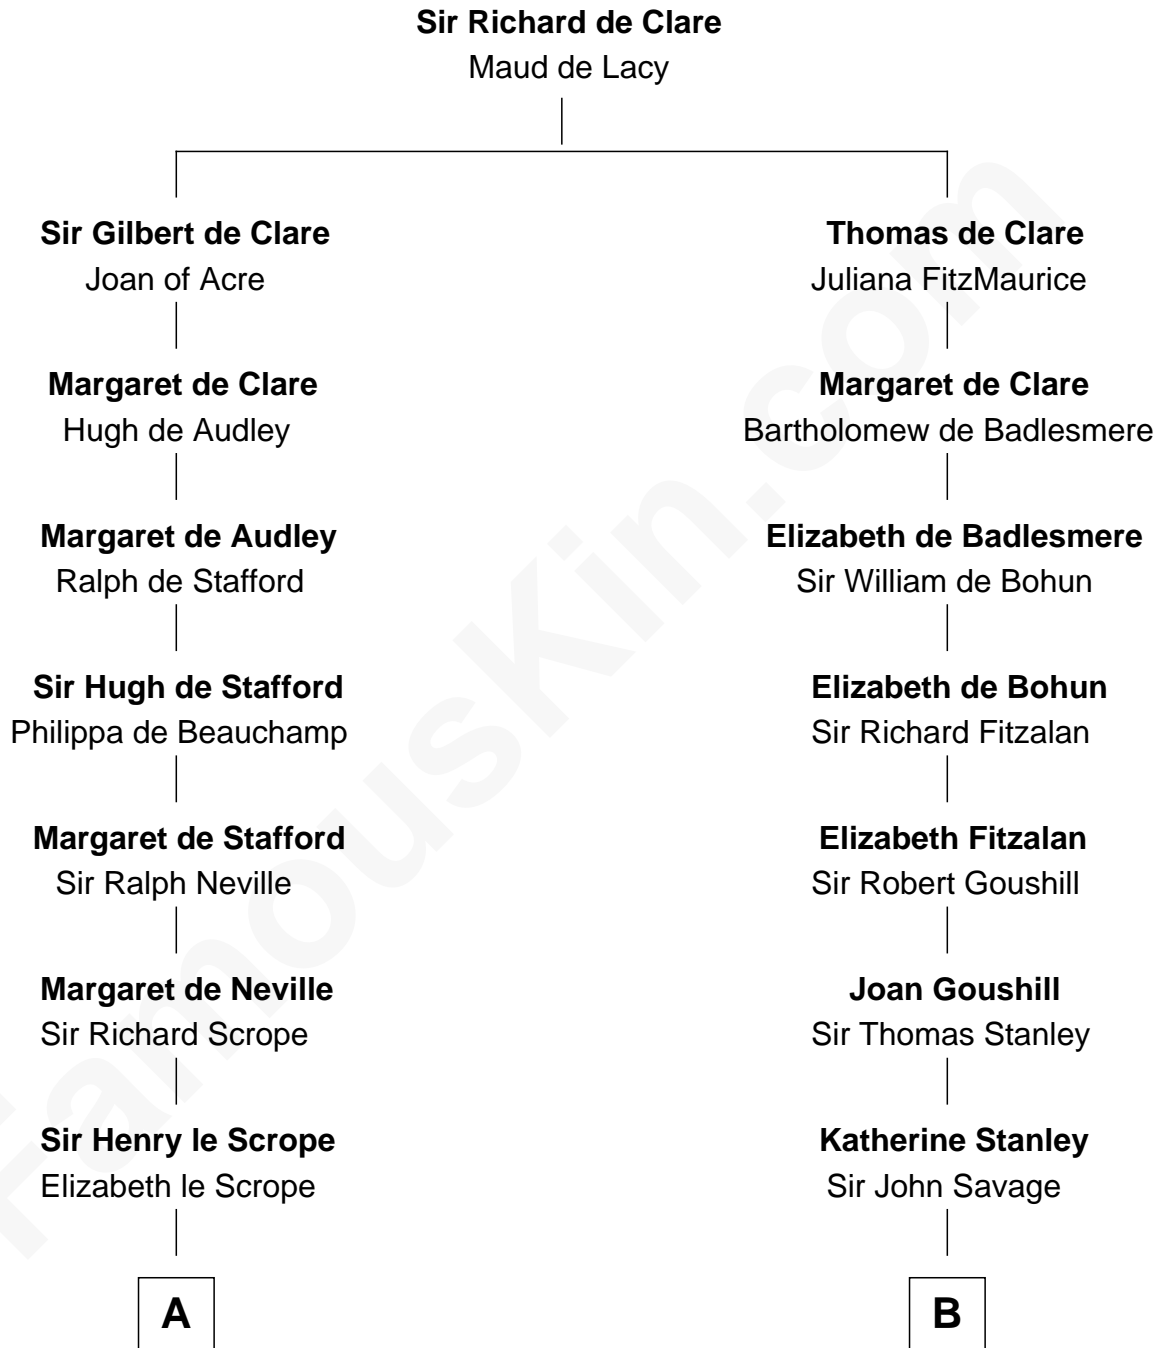 Sir Richard de Clare
Maud de Lacy
Sir Gilbert de Clare
Joan of Acre
Thomas de Clare
Juliana FitzMaurice
Margaret de Clare
Hugh de Audley
Margaret de Clare
Bartholomew de Badlesmere
Margaret de Audley
Ralph de Stafford
Elizabeth de Badlesmere
Sir William de Bohun
Sir Hugh de Stafford
Philippa de Beauchamp
Elizabeth de Bohun
Sir Richard Fitzalan
Margaret de Stafford
Sir Ralph Neville
Elizabeth Fitzalan
Sir Robert Goushill
Margaret de Neville
Sir Richard Scrope
Joan Goushill
Sir Thomas Stanley
Sir Henry le Scrope
Elizabeth le Scrope
Katherine Stanley
Sir John Savage
A
B
FamousKin.com